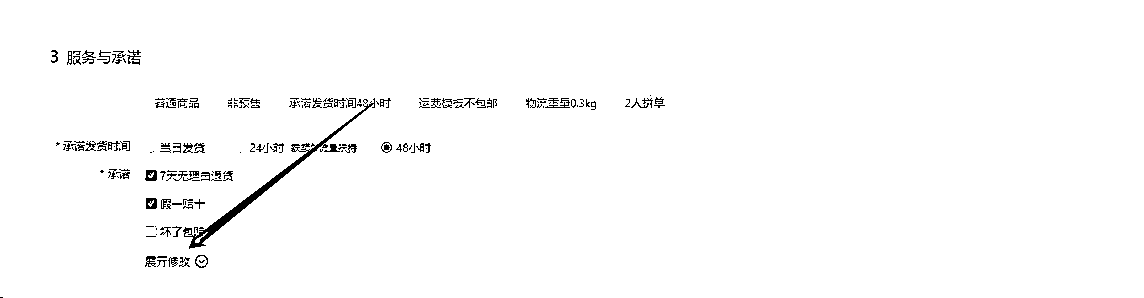 3 服务与承诺
普通商品 非预售 承诺发货时间48小时 运费模板不包邮 物流重量0.3kg 2人拼单
*承诺发货时间 当日发货 24小时 流量扶持 48小时
*承诺 7天无理由退货
假一赔十
坏了包赔
展开修改